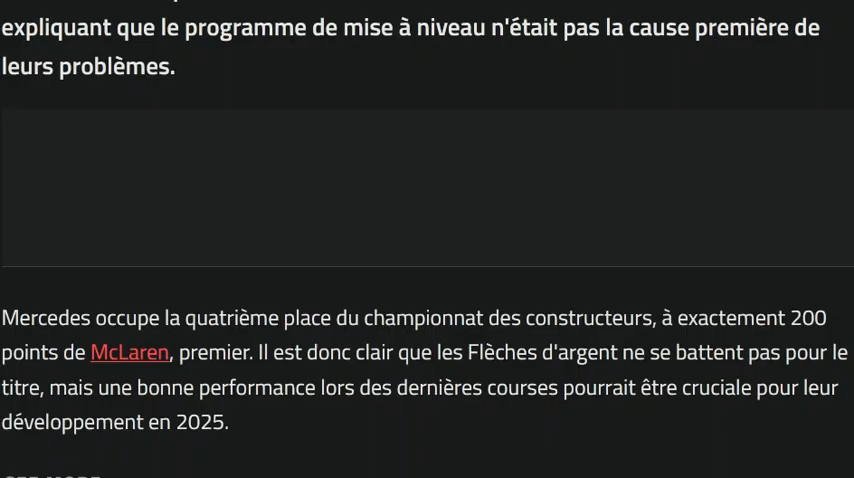 expliquant que le programme de mise à niveau n'était pas la cause première de
leurs problèmes.
Mercedes occupe la quatrième place du championnat des constructeurs, à exactement 200
points de McLaren, premier. Il est donc clair que les Flèches d'argent ne se battent pas pour le
titre, mais une bonne performance lors des dernières courses pourrait être cruciale pour leur
développement en 2025.